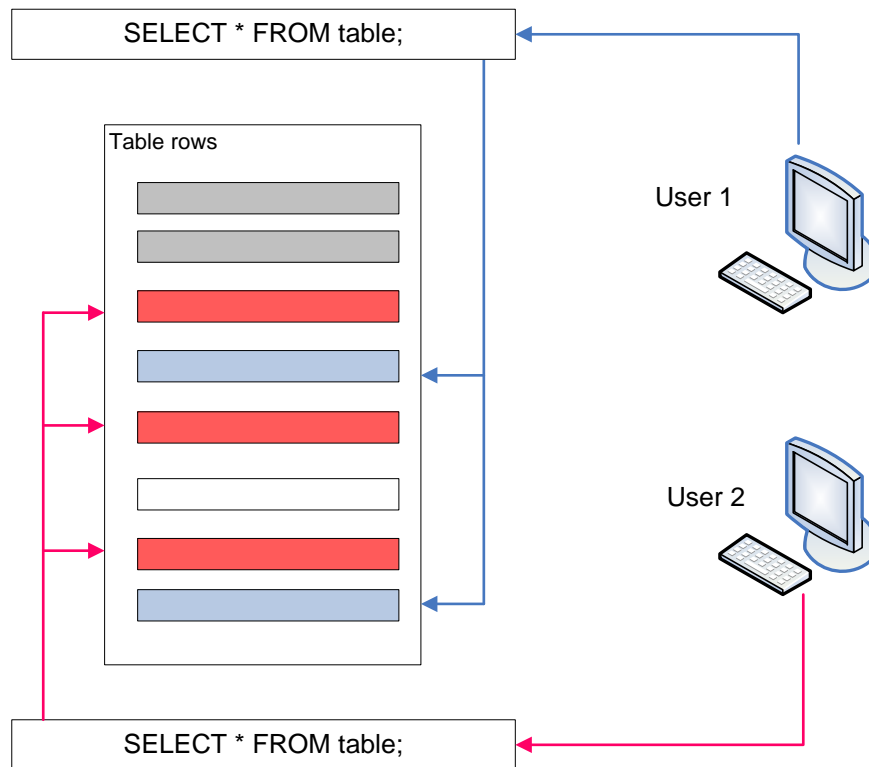 SELECT * FROM table;
Table rows
User 1
User 2
SELECT * FROM table;